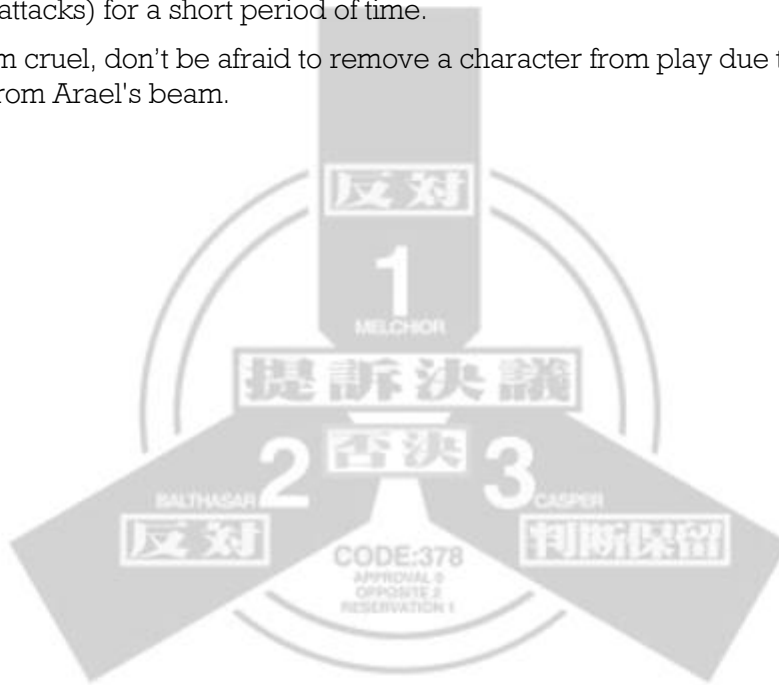 attacks) for a short period of time.
m cruel, don't be afraid to remove a character from play due t
rom Arael's beam.
反対
1
MELCHIOR
提訴決議
否決
2
BALTHASAR
反対
3
CASPER
判断保留
CODE:378
APPROVAL 0
OPPOSITE 2
RESERVATION 1